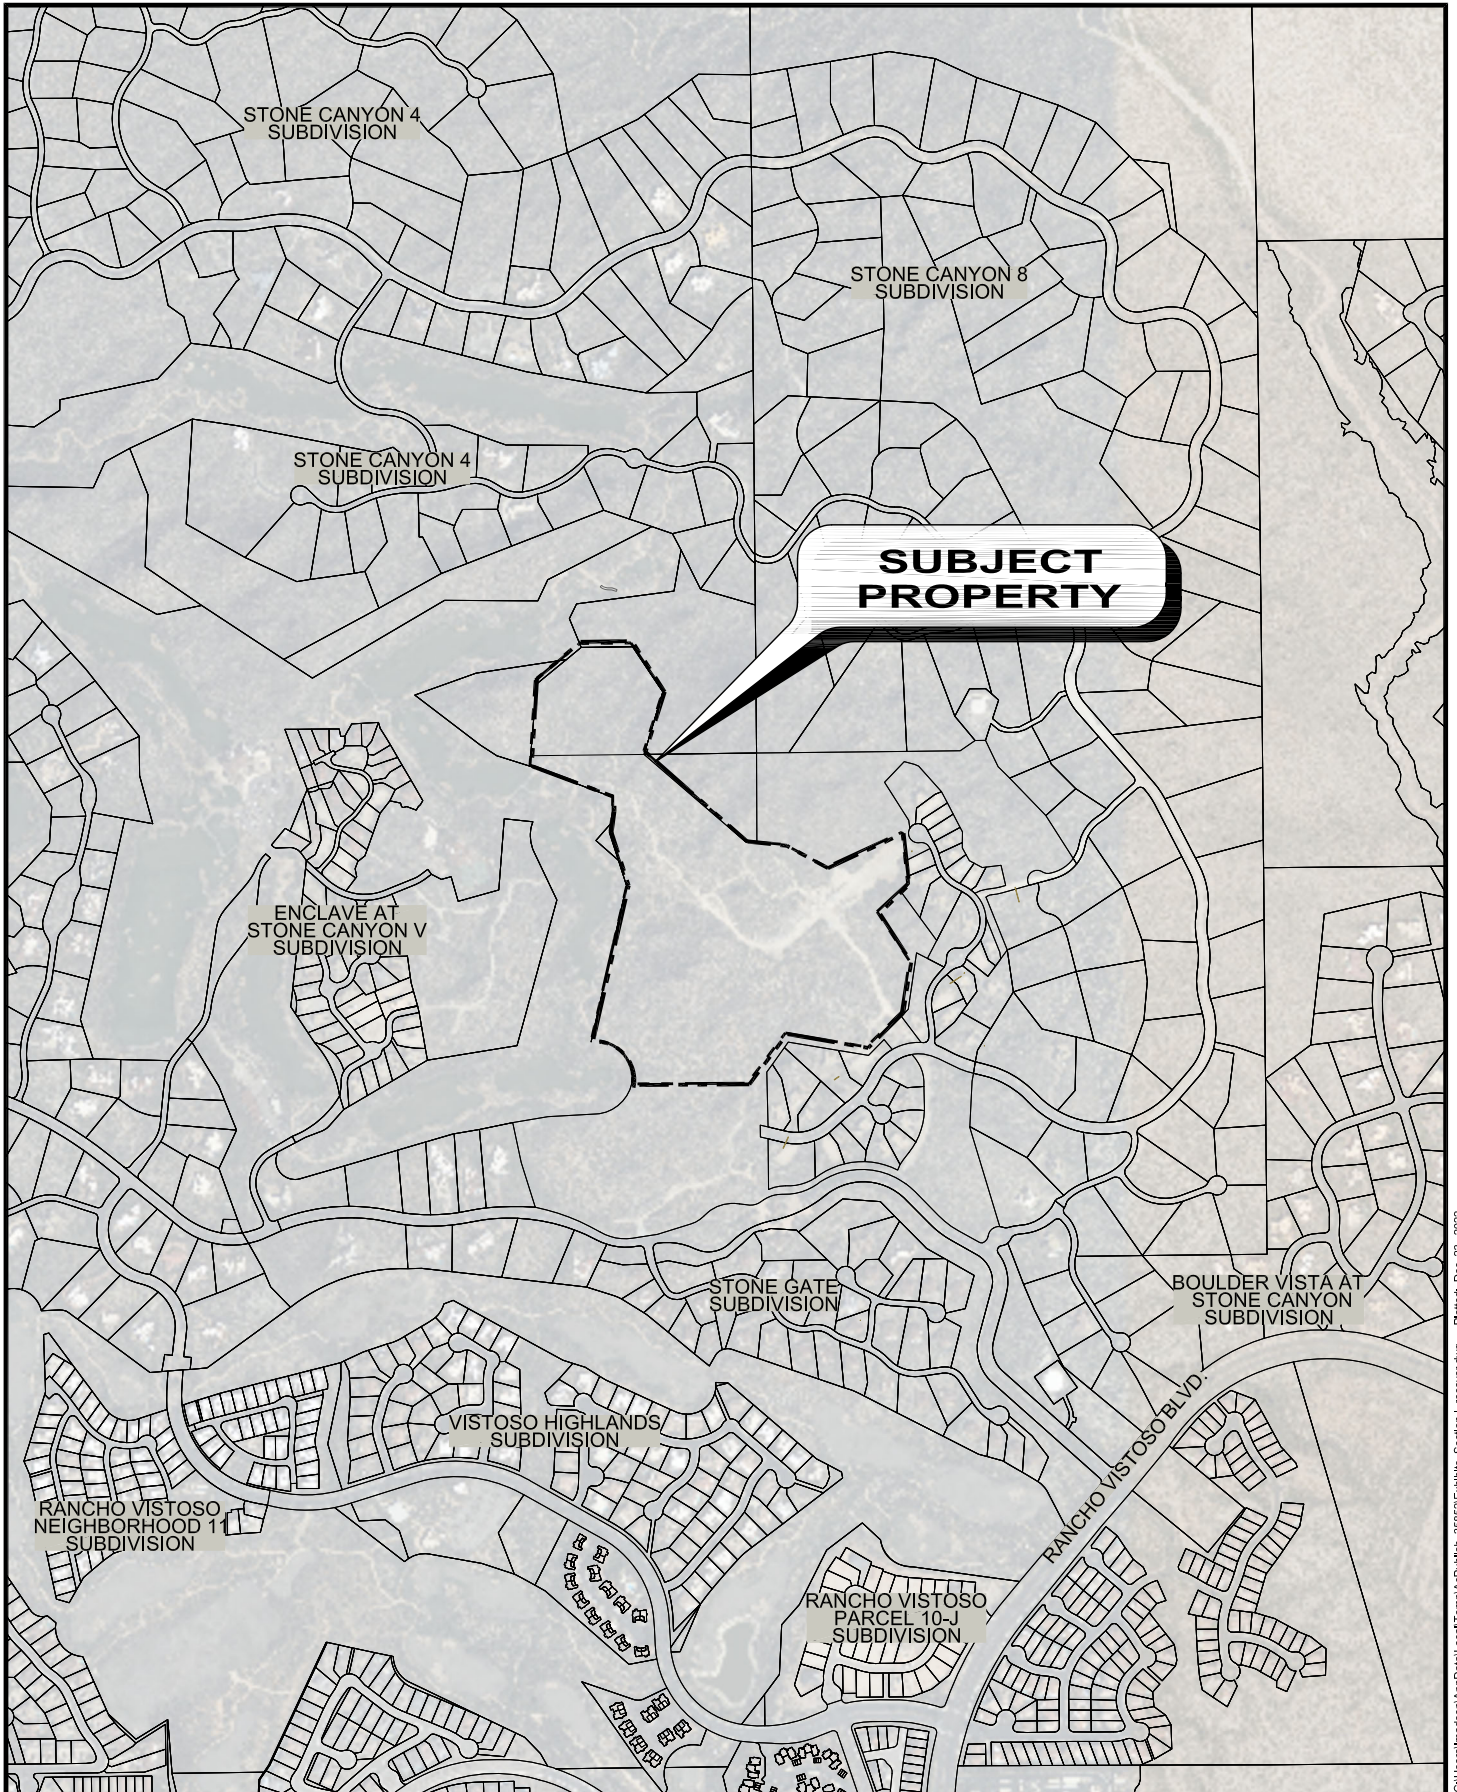 STONE CANYON 4
SUBDIVISION
STONE CANYON 8
SUBDIVISION
STONE CANYON 4
SUBDIVISION
SUBJECT
PROPERTY
ENCLAVE AT
STONE CANYON V
SUBDIVISION
STONE GATE
SUBDIVISION
BOULDER VISTA AT
STONE CANYON
SUBDIVISION
RANCHO VISTOSO BLVD.
VISTOSO HIGHLANDS
SUBDIVISION
RANCHO VISTOSO
NEIGHBORHOOD 11
SUBDIVISION
RANCHO VISTOSO
PARCEL 10-J
SUBDIVISION